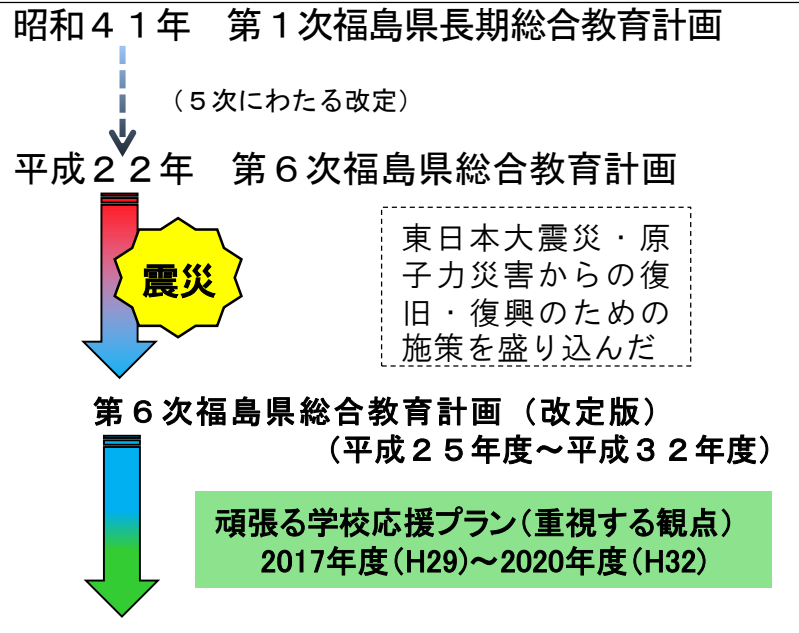 昭和４１年　第１次福島県長期総合教育計画
（５次にわたる改定）
平成２２年　第６次福島県総合教育計画
震災
東日本大震災・原
子力災害からの復
旧・復興のための
施策を盛り込んだ
第６次福島県総合教育計画（改定版）
（平成２５年度～平成３２年度）
頑張る学校応援プラン（重視する観点）
2017年度（H29）～2020年度（H32）